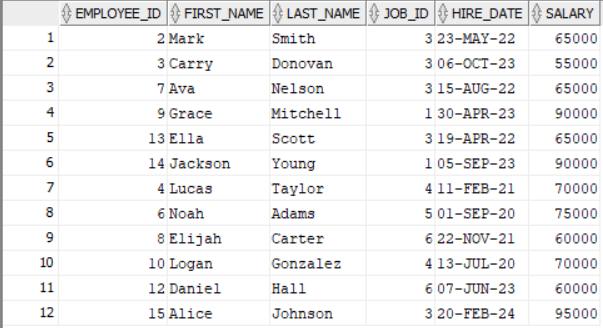 EMPLOYEE_ID FIRST_NAME LAST_NAME JOB_ID HIRE_DATE SALARY
1 2 Mark Smith 3 23-MAY-22 65000
2 3 Carry Donovan 3 06-OCT-23 55000
3 7 Ava Nelson 3 15-AUG-22 65000
4 9 Grace Mitchell 1 30-APR-23 90000
5 13 Ella Scott 3 19-APR-22 65000
6 14 Jackson Young 1 05-SEP-23 90000
7 4 Lucas Taylor 4 11-FEB-21 70000
8 6 Noah Adams 5 01-SEP-20 75000
9 8 Elijah Carter 6 22-NOV-21 60000
10 10 Logan Gonzalez 4 13-JUL-20 70000
11 12 Daniel Hall 6 07-JUN-23 60000
12 15 Alice Johnson 3 20-FEB-24 95000